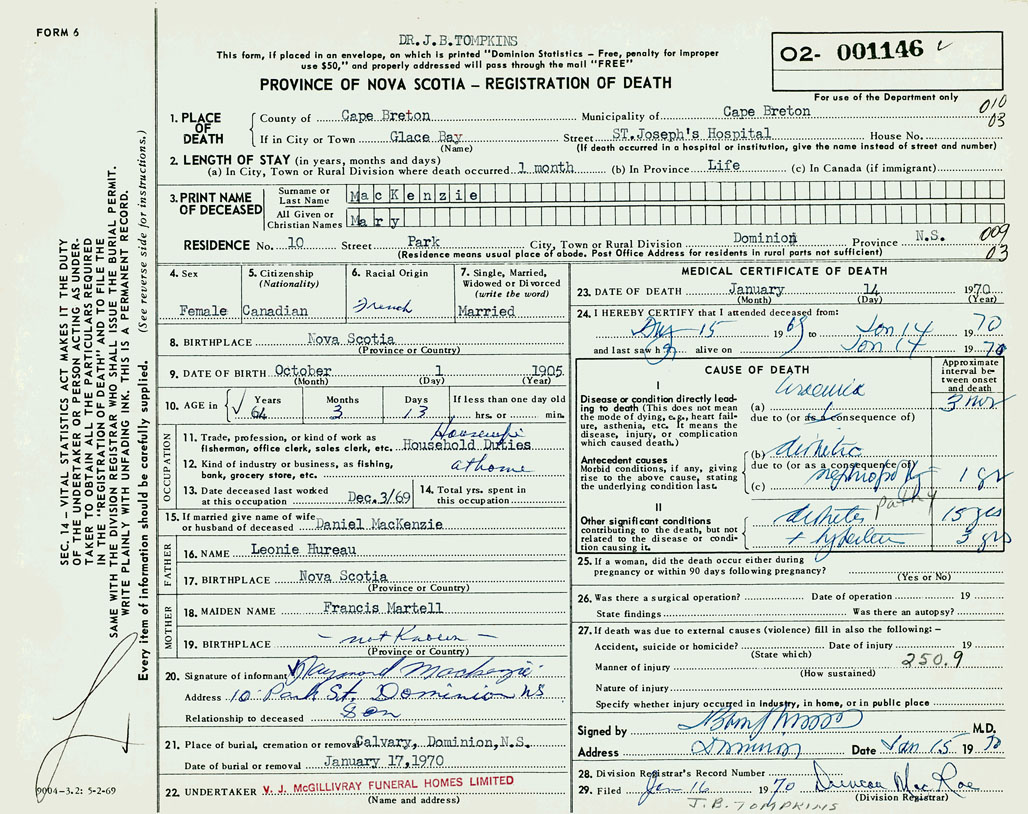 FORM 6
DR.J.B.TOMPKINS
This form, if placed in an envelope, on which is printed "Dominion Statistics – Free, penalty for improper
use $50," and properly addressed will pass through the mail "FREE"
PROVINCE OF NOVA SCOTIA – REGISTRATION OF DEATH
O2- 001146
For use of the Department only
010
03
1. PLACE OF DEATH
County of Cape Breton Municipality of Cape Breton
If in City or Town Glace Bay Street ST.Joseph's Hospital House No.
(Name) (If death occurred in a hospital or institution, give the name instead of street and number)
2. LENGTH OF STAY (in years, months and days)
(a) In City, Town or Rural Division where death occurred 1 month (b) In Province Life (c) In Canada (if immigrant)
3. PRINT NAME OF DECEASED
Surname or Last Name MacKenzie
All Given or Christian Names Mary
RESIDENCE No. 10 Street Park City, Town or Rural Division Dominion Province N.S. 009
03
(Residence means usual place of abode. Post Office Address for residents in rural parts not sufficient)
4. Sex
Female
5. Citizenship (Nationality)
Canadian
6. Racial Origin
French
7. Single, Married, Widowed or Divorced (write the word)
Married
8. BIRTHPLACE Nova Scotia
(Province or Country)
9. DATE OF BIRTH October 1 1905
(Month) (Day) (Year)
10. AGE in Years Months Days If less than one day old
64 3 13 hrs. or min.
OCCUPATION
11. Trade, profession, or kind of work as Housewife
fisherman, office clerk, sales clerk, etc. Household Duties
12. Kind of industry or business, as fishing, bank, grocery store, etc. at home
13. Date deceased last worked at this occupation Dec.3/69
14. Total yrs. spent in this occupation
15. If married give name of wife or husband of deceased Daniel MacKenzie
FATHER
16. NAME Leonie Hureau
17. BIRTHPLACE Nova Scotia
(Province or Country)
MOTHER
18. MAIDEN NAME Francis Martell
19. BIRTHPLACE – not Known –
(Province or Country)
20. Signature of informant Raymond Mackenzie
Address 10 Park St. Dominion NS
Relationship to deceased Son
21. Place of burial, cremation or removal Calvary, Dominion,N.S.
Date of burial or removal January 17,1970
22. UNDERTAKER V. J. McGILLIVRAY FUNERAL HOMES LIMITED
(Name and address)
MEDICAL CERTIFICATE OF DEATH
23. DATE OF DEATH January 14 1970
(Month) (Day) (Year)
24. I HEREBY CERTIFY that I attended deceased from:
15 1969 to Jan 14 1970
and last saw h alive on Jan 14 1970
CAUSE OF DEATH
Approximate interval between onset and death
I
Disease or condition directly leading to death (This does not mean the mode of dying, e.g., heart failure, asthenia, etc. It means the disease, injury, or complication which caused death.)
(a) uraemia 3
due to (or as a consequence of)
Antecedent causes
Morbid conditions, if any, giving rise to the above cause, stating the underlying condition last.
(b) diabetic
due to (or as a consequence of)
(c) nephropathy 1 yr
pathy
II
Other significant conditions contributing to the death, but not related to the disease or condition causing it.
diabetes 15 yrs
+ 3 yrs
25. If a woman, did the death occur either during pregnancy or within 90 days following pregnancy?
(Yes or No)
26. Was there a surgical operation? Date of operation 19
State findings Was there an autopsy?
27. If death was due to external causes (violence) fill in also the following: –
Accident, suicide or homicide? Date of injury 19
(State which)
Manner of injury 250.9
(How sustained)
Nature of injury
Specify whether injury occurred in industry, in home, or in public place
Signed by M.D.
Address Dominion Date Jan 15 1970
28. Division Registrar's Record Number
29. Filed Jan 16 1970 Duncan MacRae
(Division Registrar)
J.B. TOMPKINS
SEC. 14 – VITAL STATISTICS ACT MAKES IT THE DUTY
OF THE UNDERTAKER OR PERSON ACTING AS UNDER-
TAKER TO OBTAIN ALL THE PARTICULARS REQUIRED
IN THE "REGISTRATION OF DEATH" AND TO FILE THE
SAME WITH THE DIVISION REGISTRAR WHO SHALL ISSUE THE BURIAL PERMIT.
WRITE PLAINLY WITH UNFADING INK, THIS IS A PERMANENT RECORD.
Every item of information should be carefully supplied. (See reverse side for instructions.)
9004–3.2: 5-2-69